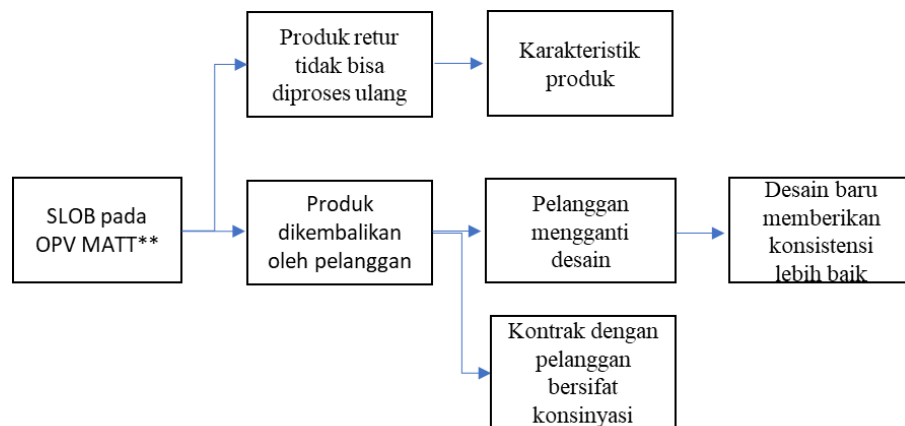 Produk retur
tidak bisa
diproses ulang
Karakteristik
produk
SLOB pada
OPV MATT**
Produk
dikembalikan
oleh pelanggan
Pelanggan
mengganti
desain
Desain baru
memberikan
konsistensi
lebih baik
Kontrak dengan
pelanggan
bersifat
konsinyasi